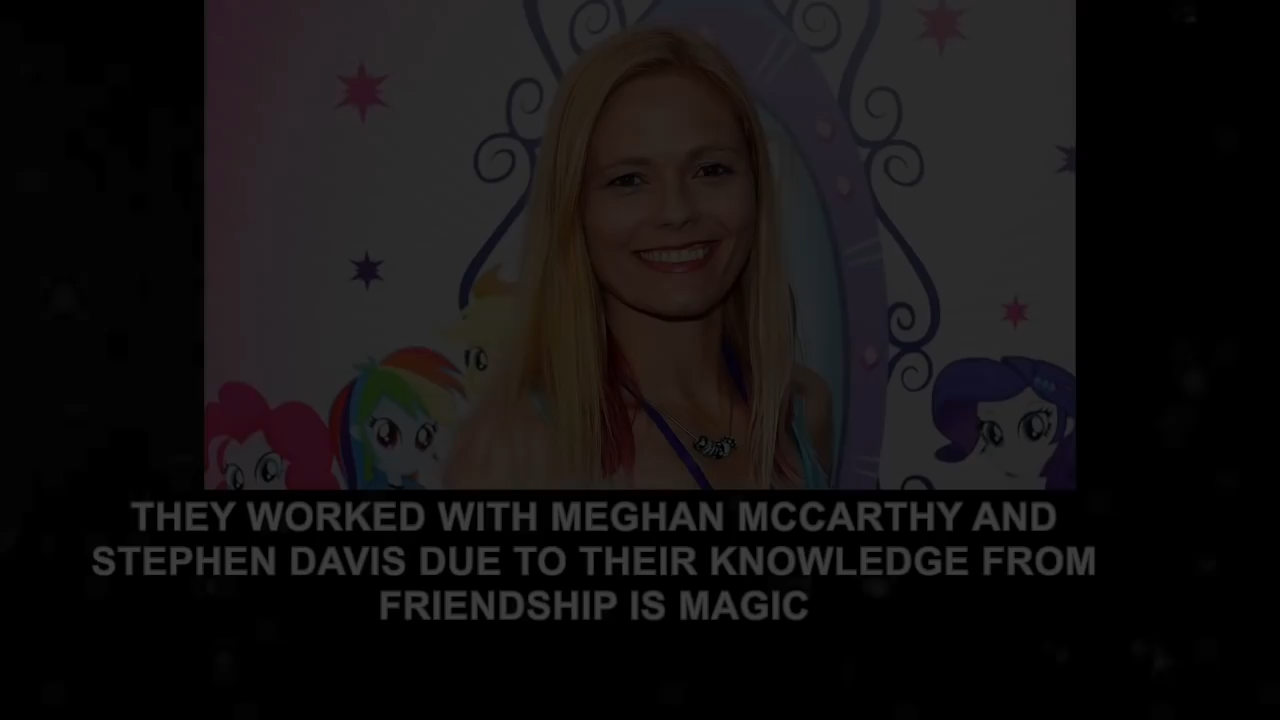 THEY WORKED WITH MEGHAN MCCARTHY AND
STEPHEN DAVIS DUE TO THEIR KNOWLEDGE FROM
FRIENDSHIP IS MAGIC